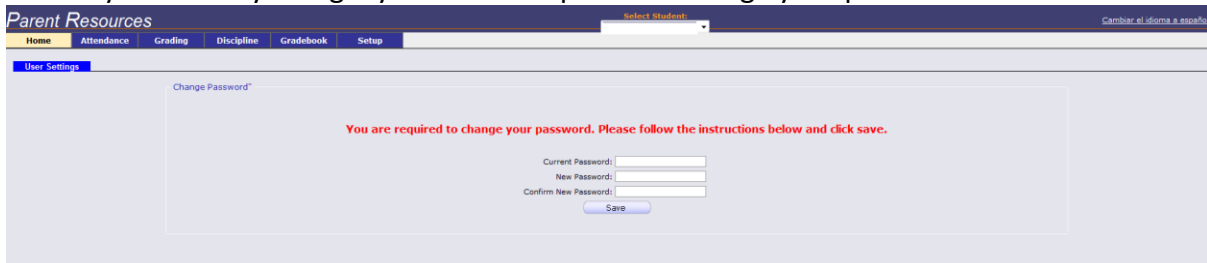 Parent Resources
Select Student:
Cambiar el idioma a españo
Home Attendance Grading Discipline Gradebook Setup
User Settings
Change Password
You are required to change your password. Please follow the instructions below and click save.
Current Password:
New Password:
Confirm New Password:
Save